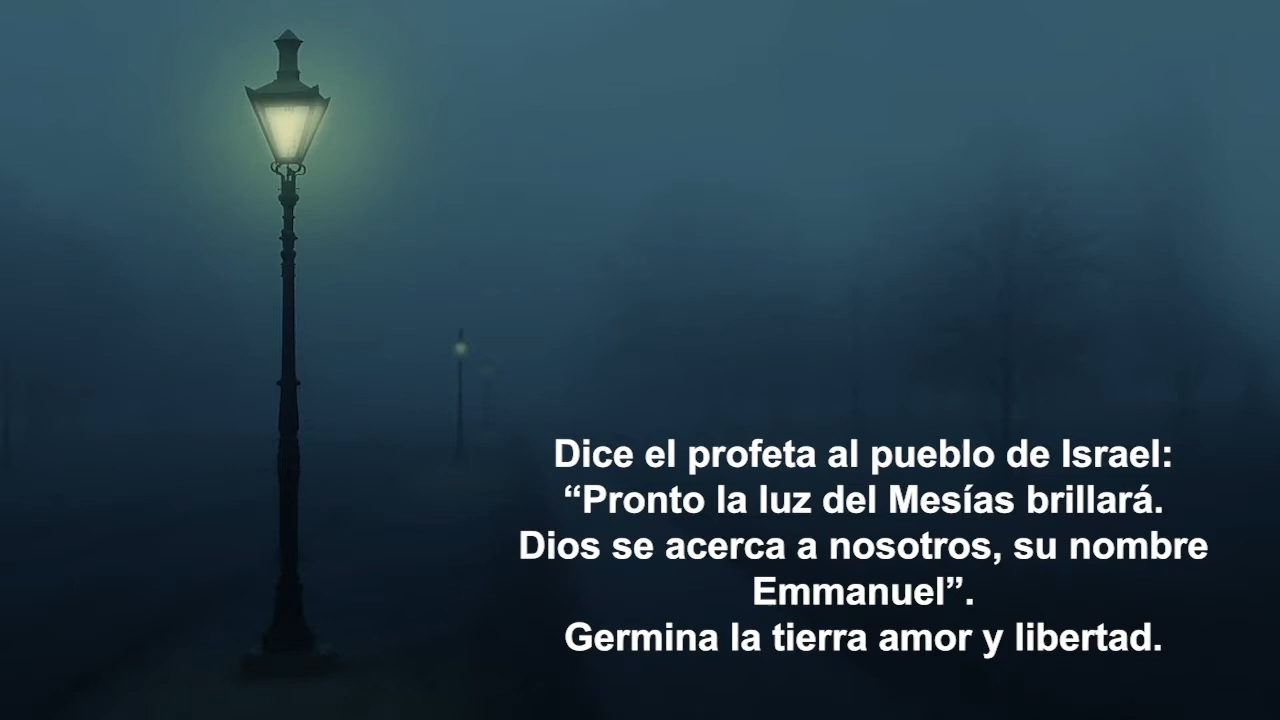 Dice el profeta al pueblo de Israel:
“Pronto la luz del Mesías brillará.
Dios se acerca a nosotros, su nombre
Emmanuel”.
Germina la tierra amor y libertad.